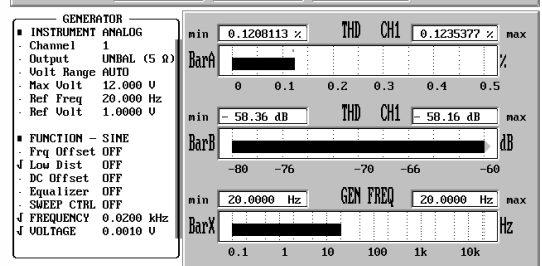 GENERATOR
INSTRUMENT ANALOG
Channel 1
Output UNBAL (5 Ω)
Volt Range AUTO
Max Volt 12.000 V
Ref Freq 20.000 Hz
Ref Volt 1.0000 V
FUNCTION – SINE
Frq Offset OFF
Low Dist OFF
DC Offset OFF
Equalizer OFF
SWEEP CTRL OFF
FREQUENCY 0.0200 kHz
VOLTAGE 0.0010 V
min 0.1208113 % THD CH1 0.1235377 % max
BarA %
0 0.1 0.2 0.3 0.4 0.5
min - 58.36 dB THD CH1 - 58.16 dB max
BarB dB
-80 -76 -70 -66 -60
min 20.0000 Hz GEN FREQ 20.0000 Hz max
BarX Hz
0.1 1 10 100 1k 10k